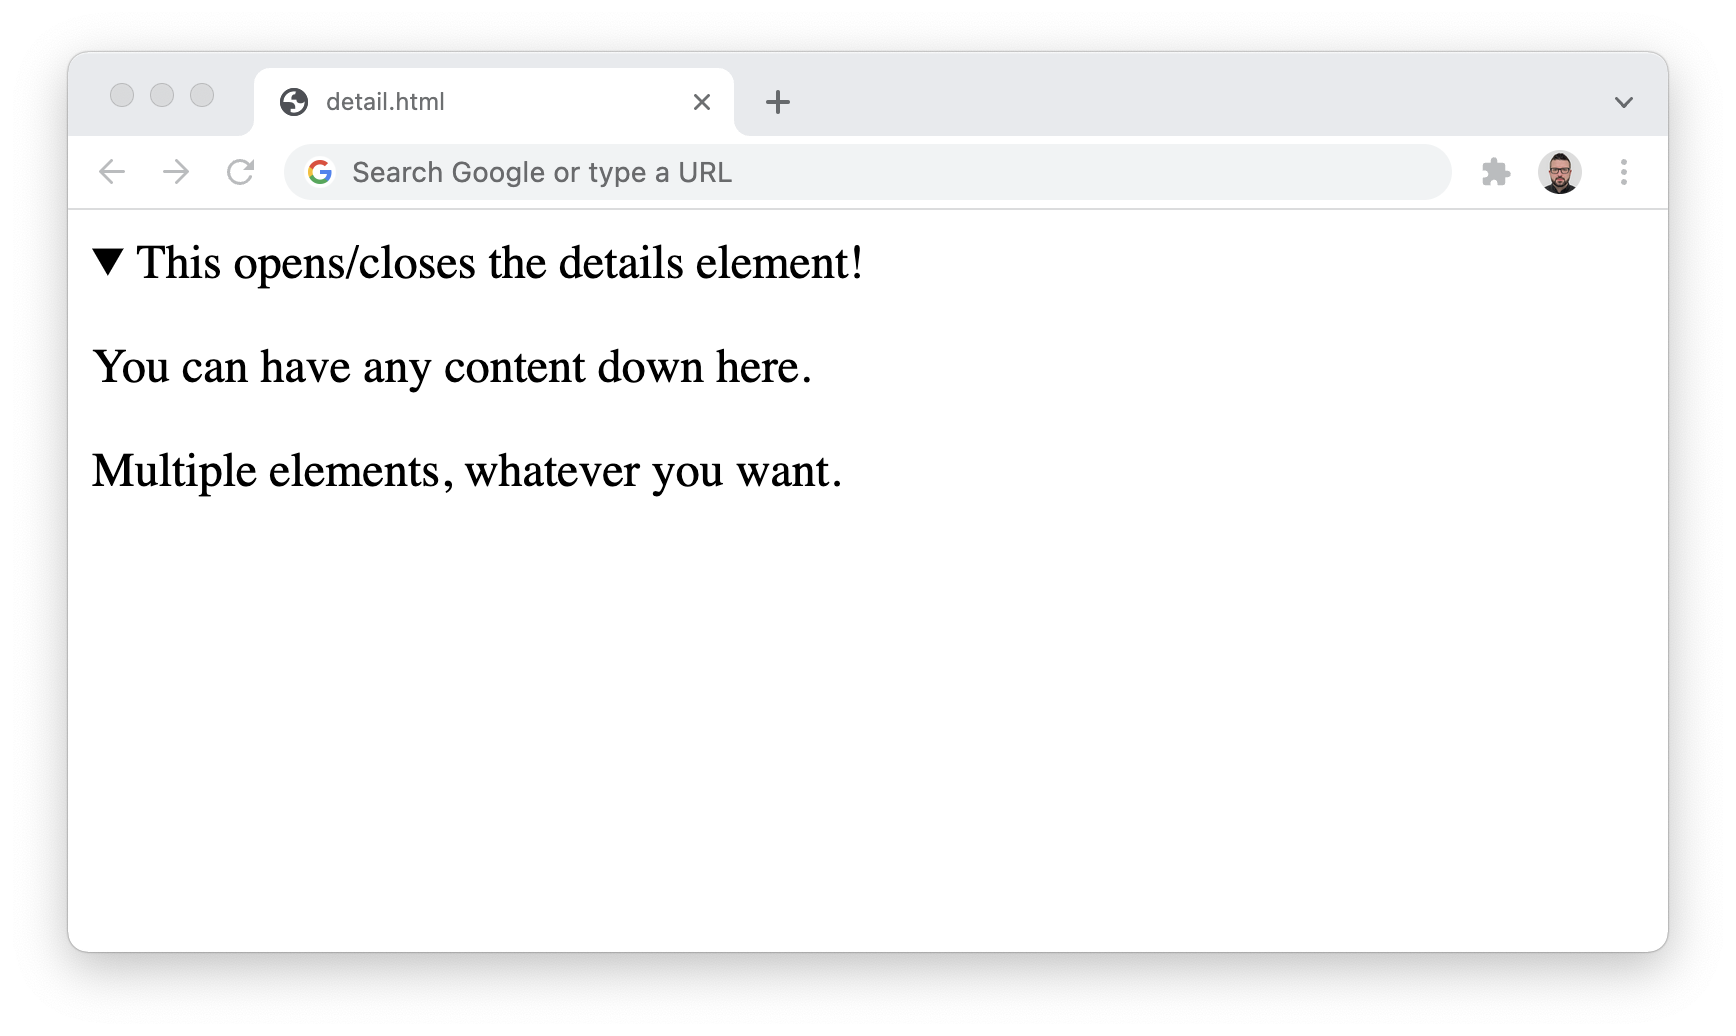 detail.html
Search Google or type a URL
This opens/closes the details element!
You can have any content down here.
Multiple elements, whatever you want.